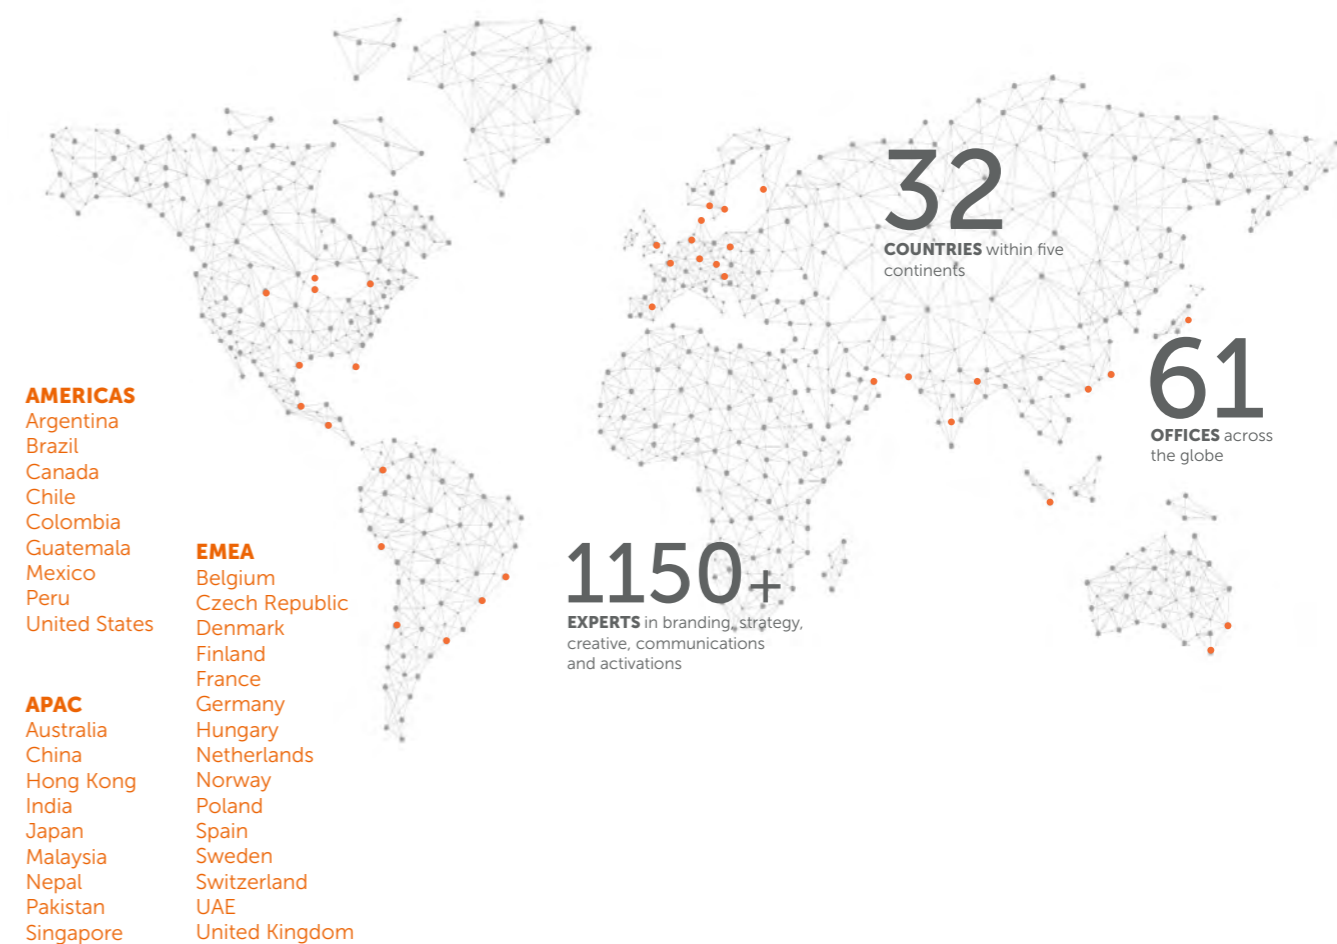 32
COUNTRIES within five
continents
61
OFFICES across
the globe
1150+
EXPERTS in branding, strategy,
creative, communications
and activations
AMERICAS
Argentina
Brazil
Canada
Chile
Colombia
Guatemala
Mexico
Peru
United States
APAC
Australia
China
Hong Kong
India
Japan
Malaysia
Nepal
Pakistan
Singapore
EMEA
Belgium
Czech Republic
Denmark
Finland
France
Germany
Hungary
Netherlands
Norway
Poland
Spain
Sweden
Switzerland
UAE
United Kingdom